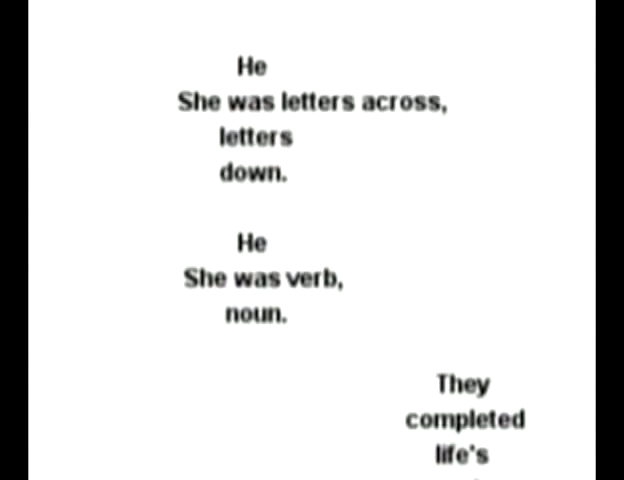 He
She was letters across,
letters
down.
He
She was verb,
noun.
They
completed
life's